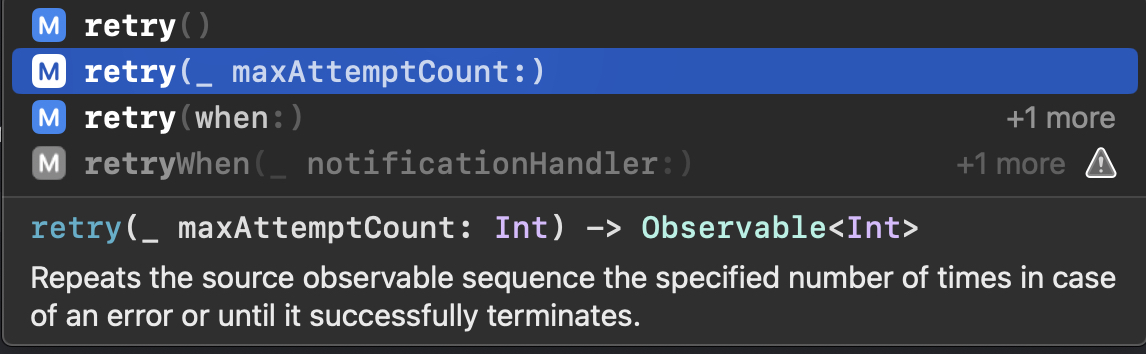 M retry()
M retry(_ maxAttemptCount:)
M retry(when:) +1 more
M retryWhen(_ notificationHandler:) +1 more
retry(_ maxAttemptCount: Int) -> Observable<Int>
Repeats the source observable sequence the specified number of times in case
of an error or until it successfully terminates.